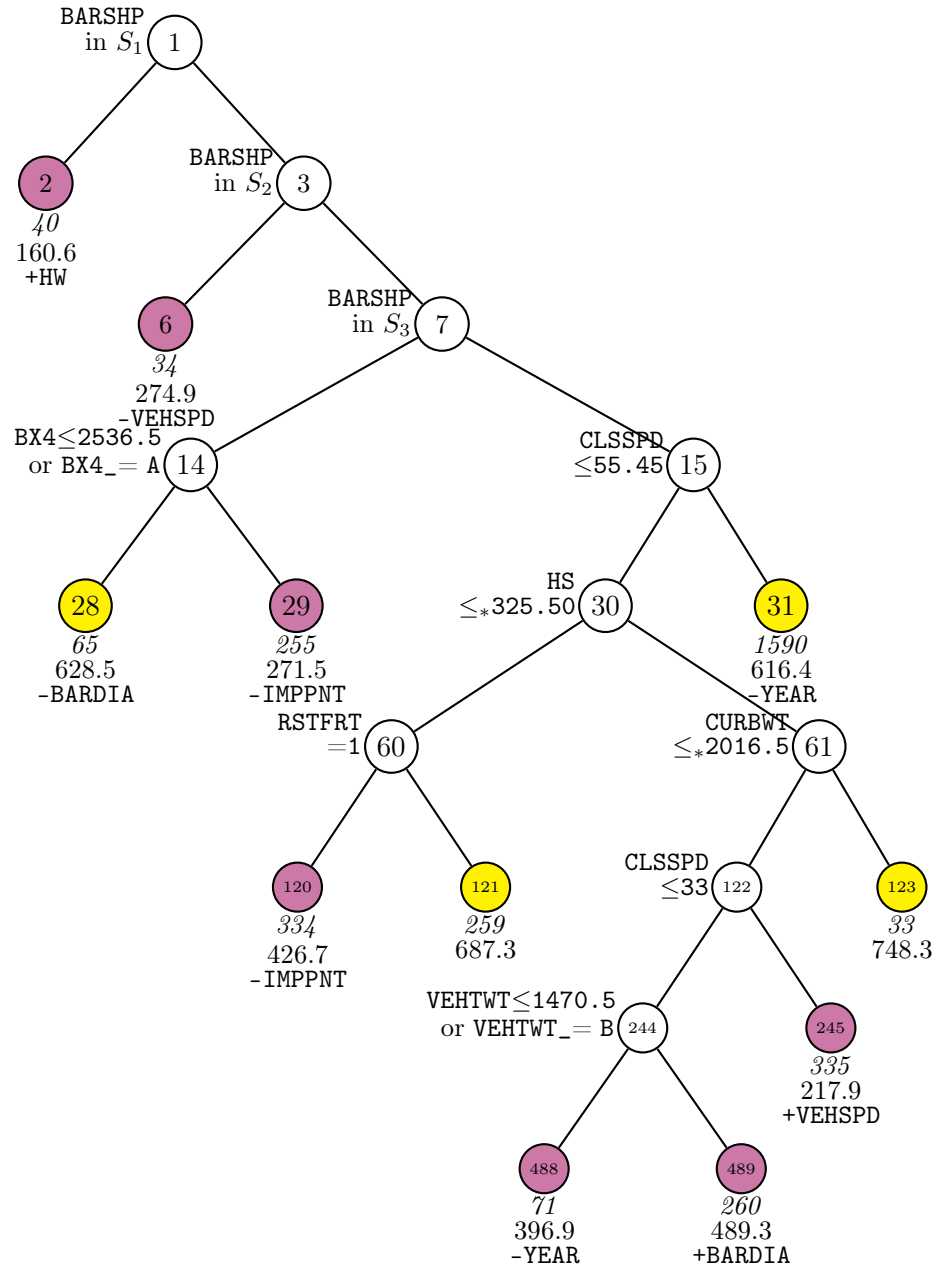 BARSHP
in S₁
1
2
40
160.6
+HW
BARSHP
in S₂
3
6
34
274.9
-VEHSPD
BARSHP
in S₃
7
BX4≤2536.5
or BX4_= A
14
CLSSPD
≤55.45
15
28
65
628.5
-BARDIA
29
255
271.5
-IMPPNT
HS
≤*325.50
30
31
1590
616.4
-YEAR
RSTFRT
=1
60
CURBWT
≤*2016.5
61
120
334
426.7
-IMPPNT
121
259
687.3
CLSSPD
≤33
122
123
33
748.3
VEHTWT≤1470.5
or VEHTWT_= B
244
245
335
217.9
+VEHSPD
488
71
396.9
-YEAR
489
260
489.3
+BARDIA